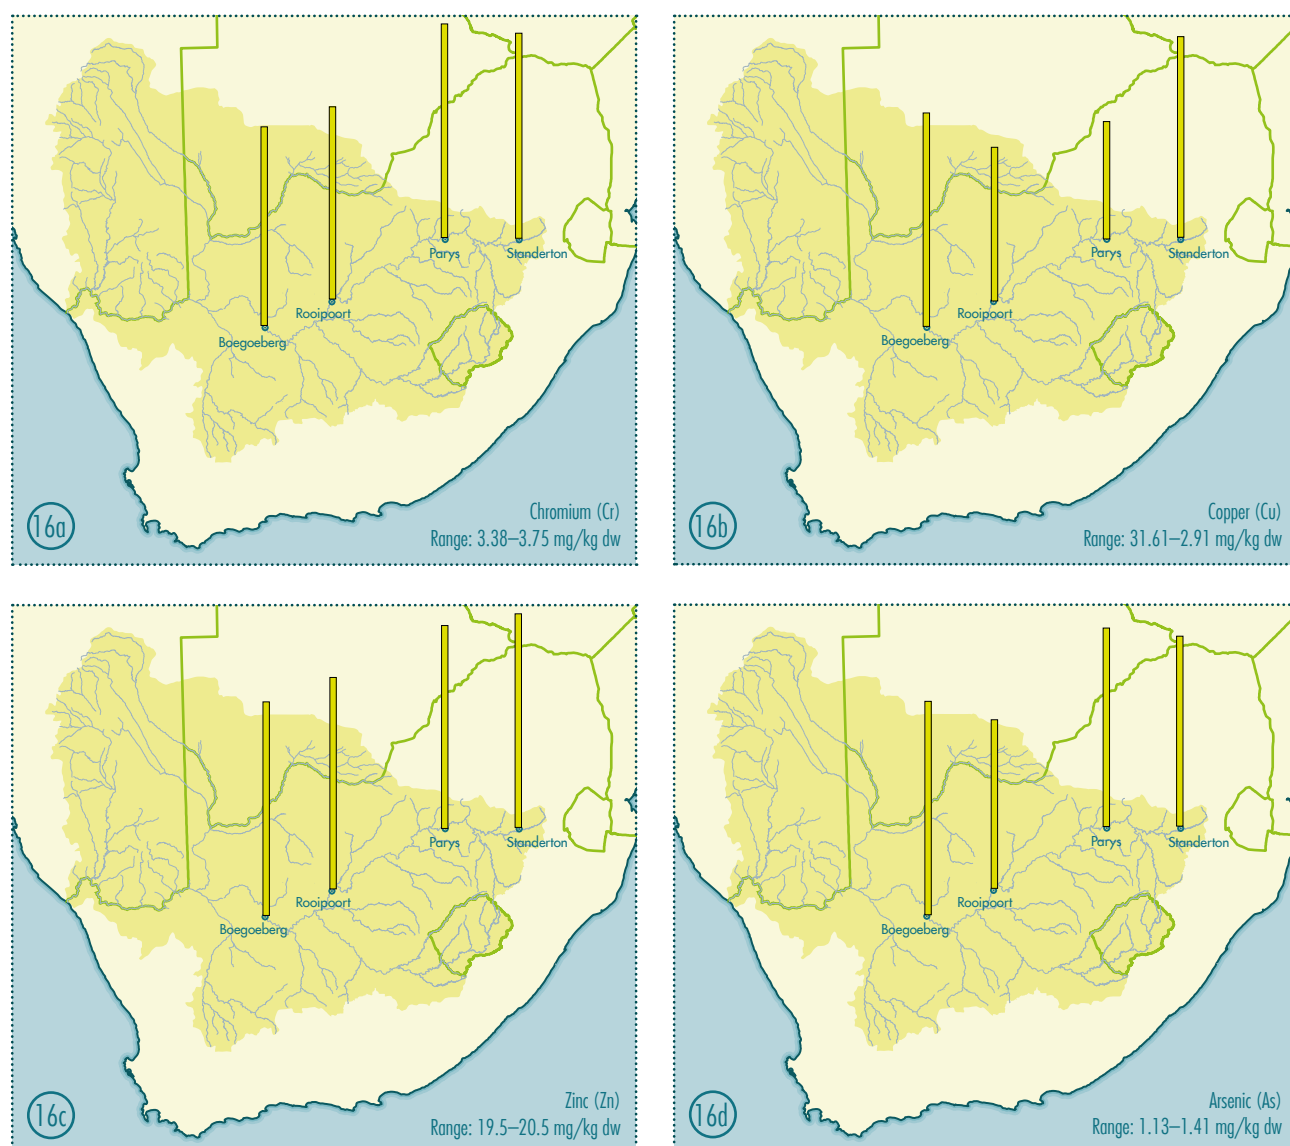 Parys
Standerton
Rooipoort
Boegoeberg
16a
Chromium (Cr)
Range: 3.38–3.75 mg/kg dw
Parys
Standerton
Rooipoort
Boegoeberg
16b
Copper (Cu)
Range: 31.61–2.91 mg/kg dw
Parys
Standerton
Rooipoort
Boegoeberg
16c
Zinc (Zn)
Range: 19.5–20.5 mg/kg dw
Parys
Standerton
Rooipoort
Boegoeberg
16d
Arsenic (As)
Range: 1.13–1.41 mg/kg dw